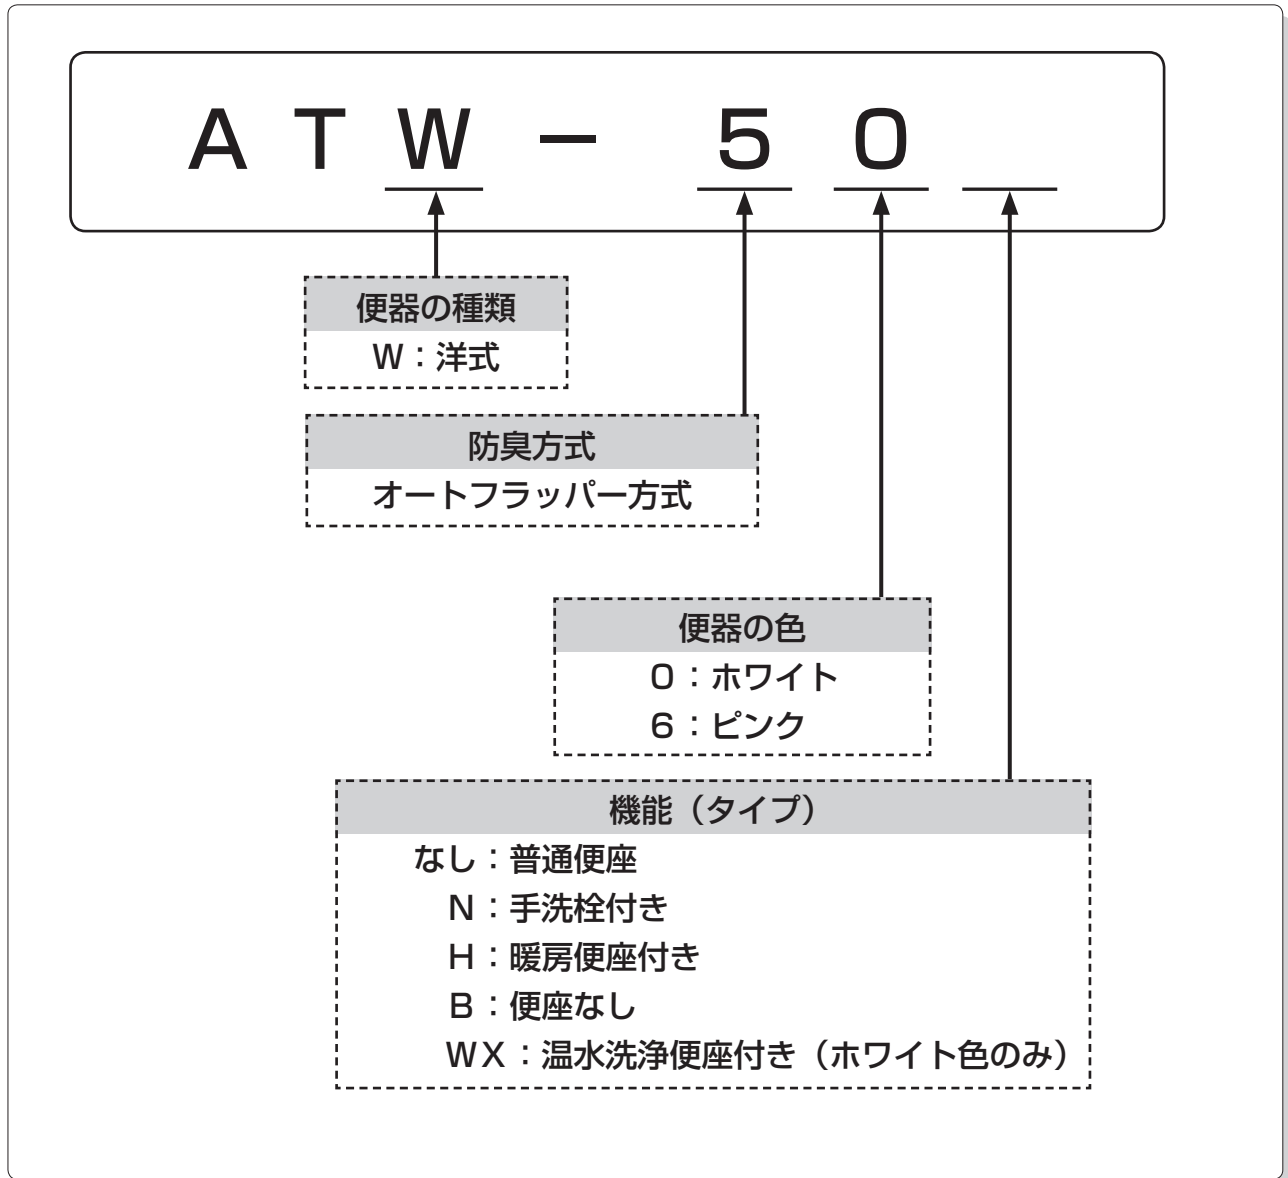 ATW-50
便器の種類
W：洋式
防臭方式
オートフラッパー方式
便器の色
0：ホワイト
6：ピンク
機能（タイプ）
なし：普通便座
N：手洗栓付き
H：暖房便座付き
B：便座なし
WX：温水洗浄便座付き（ホワイト色のみ）